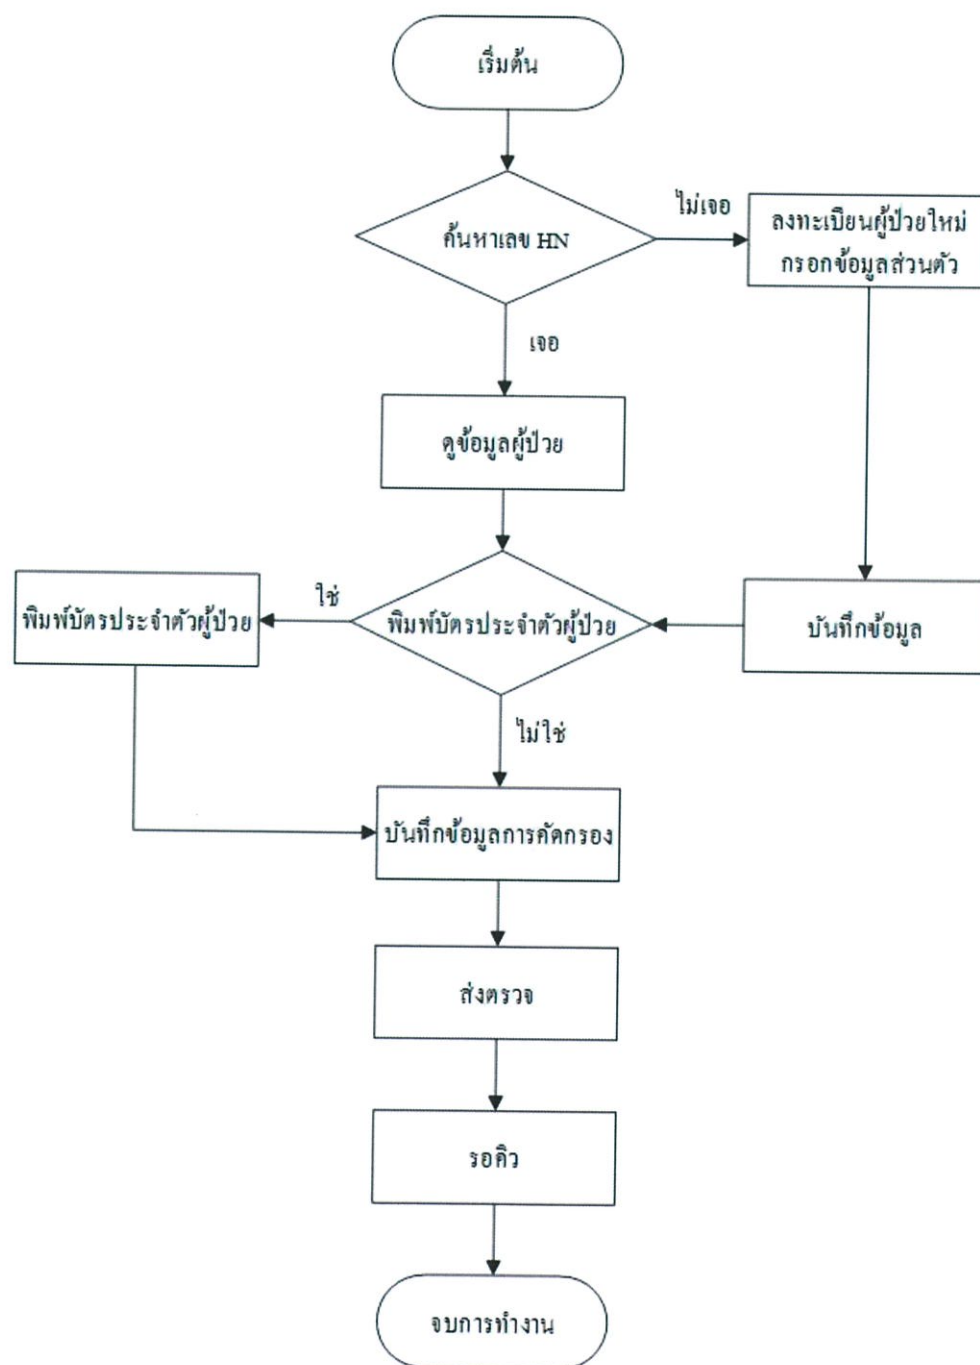 เริ่มต้น
ค้นหาเลข HN
ไม่เจอ
ลงทะเบียนผู้ป่วยใหม่
กรอกข้อมูลส่วนตัว
เจอ
ดูข้อมูลผู้ป่วย
ใช่
พิมพ์บัตรประจำตัวผู้ป่วย
พิมพ์บัตรประจำตัวผู้ป่วย
บันทึกข้อมูล
ไม่ใช่
บันทึกข้อมูลการคัดกรอง
ส่งตรวจ
รอคิว
จบการทำงาน